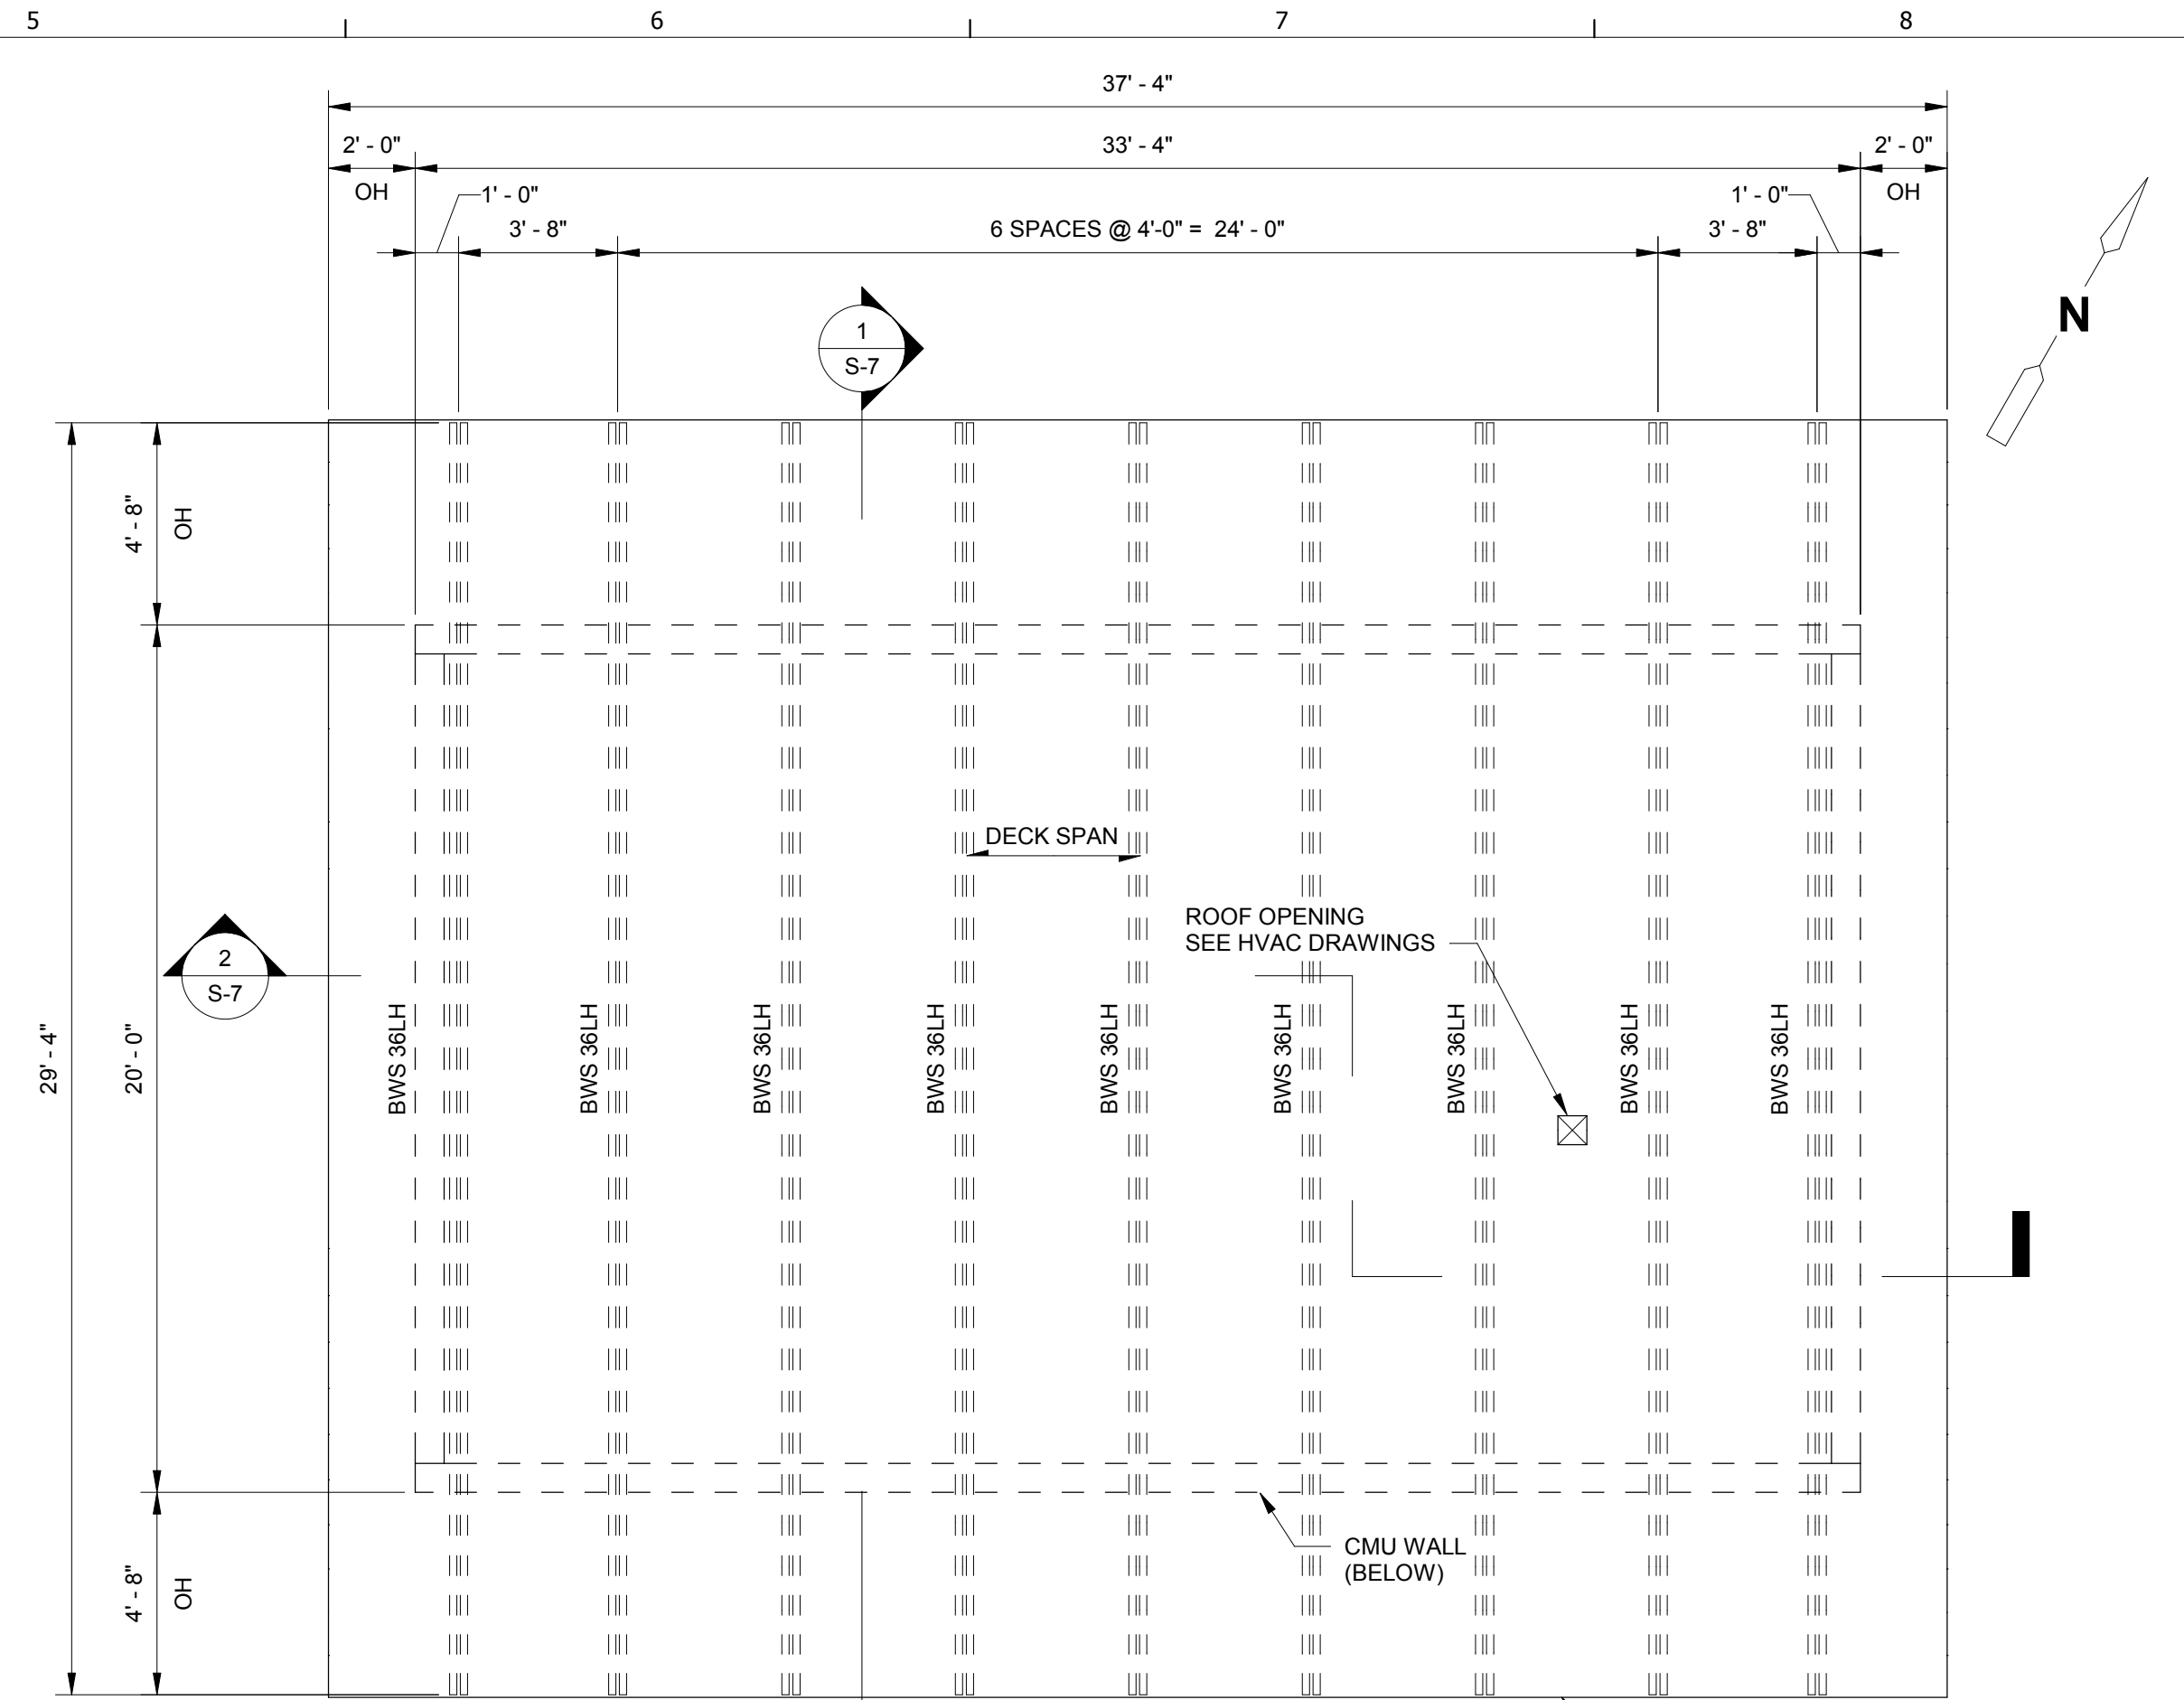 5 6 7 8
37' - 4"
2' - 0" 33' - 4" 2' - 0"
OH OH
1' - 0" 1' - 0"
3' - 8" 6 SPACES @ 4'-0" = 24' - 0" 3' - 8"
N
1
S-7
4' - 8"
OH
DECK SPAN
ROOF OPENING
SEE HVAC DRAWINGS
2
S-7
29' - 4"
20' - 0"
BWS 36LH
BWS 36LH
BWS 36LH
BWS 36LH
BWS 36LH
BWS 36LH
BWS 36LH
BWS 36LH
BWS 36LH
CMU WALL
(BELOW)
4' - 8"
OH